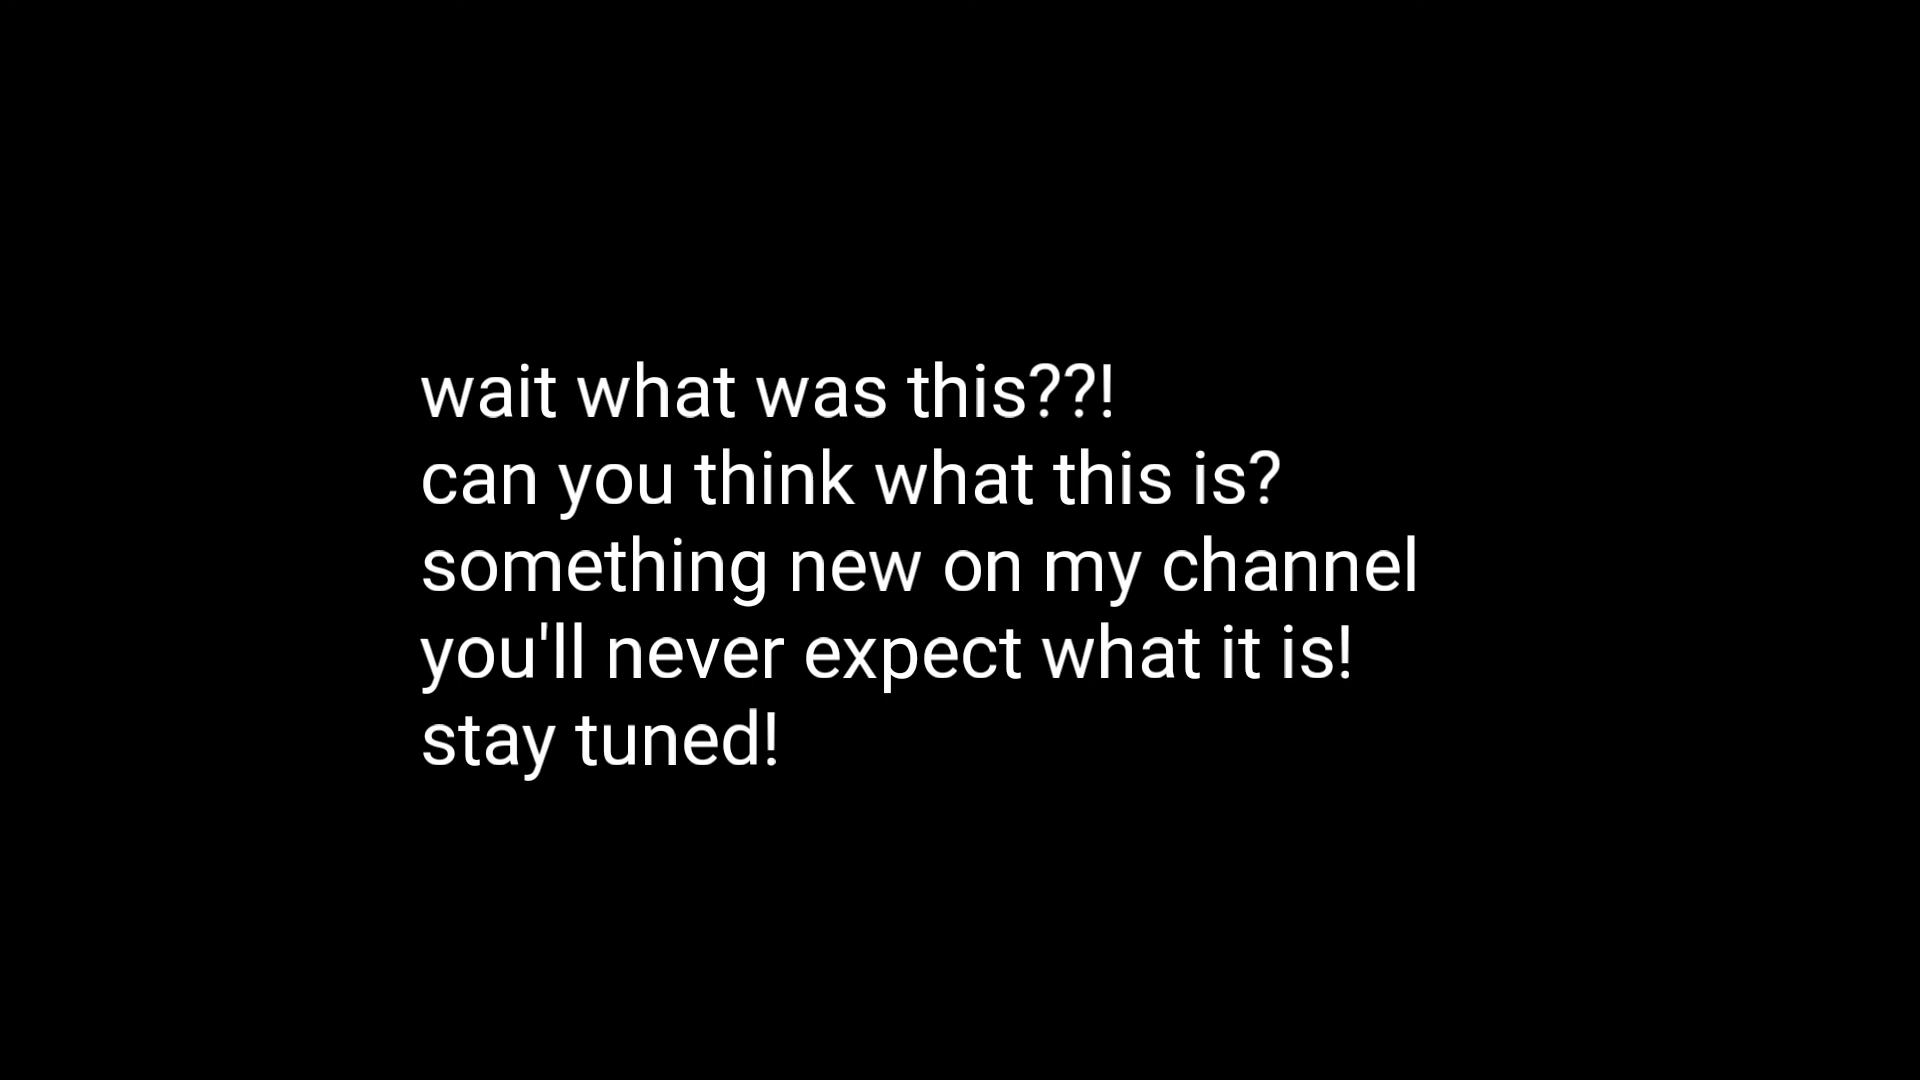 wait what was this??!
can you think what this is?
something new on my channel
you'll never expect what it is!
stay tuned!